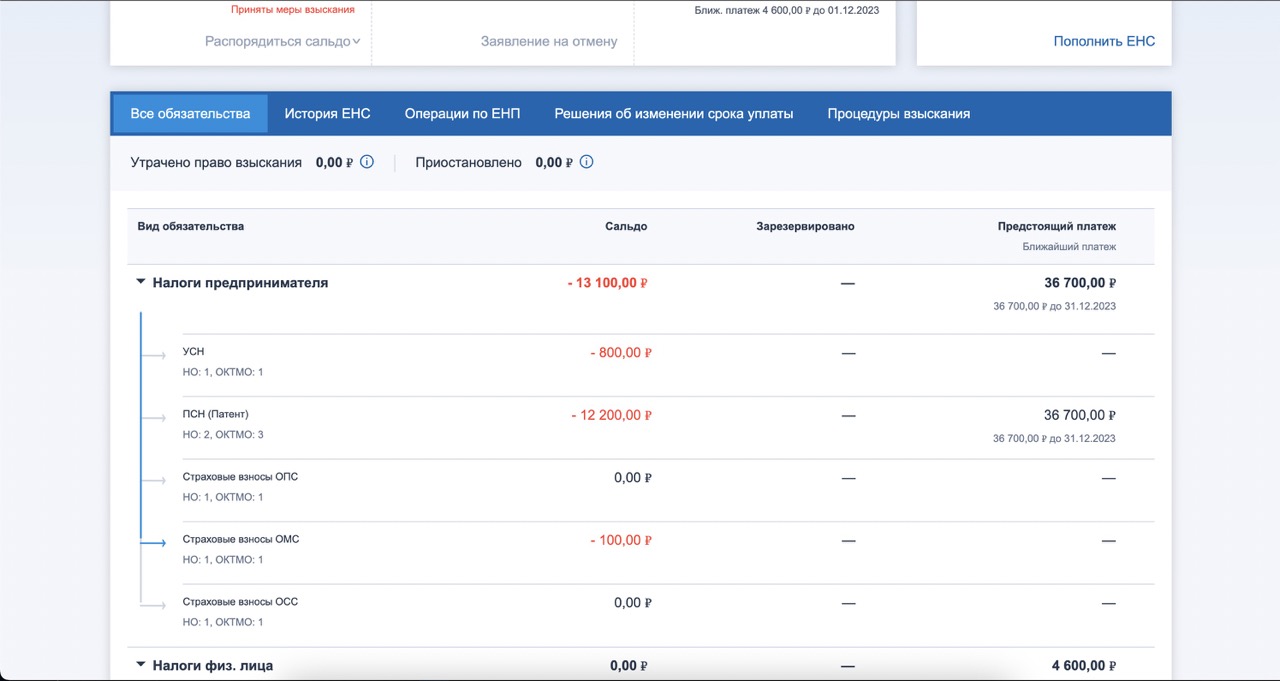 Приняты меры взыскания
Ближ. платеж 4 600,00 ₽ до 01.12.2023
Распорядиться сальдо
Заявление на отмену
Пополнить ЕНС
Все обязательства История ЕНС Операции по ЕНП Решения об изменении срока уплаты Процедуры взыскания
Утрачено право взыскания 0,00 ₽ Приостановлено 0,00 ₽
Вид обязательства Сальдо Зарезервировано Предстоящий платеж
Ближайший платеж
Налоги предпринимателя - 13 100,00 ₽ — 36 700,00 ₽
36 700,00 ₽ до 31.12.2023
УСН - 800,00 ₽ — —
НО: 1, ОКТМО: 1
ПСН (Патент) - 12 200,00 ₽ — 36 700,00 ₽
НО: 2, ОКТМО: 3 36 700,00 ₽ до 31.12.2023
Страховые взносы ОПС 0,00 ₽ — —
НО: 1, ОКТМО: 1
Страховые взносы ОМС - 100,00 ₽ — —
НО: 1, ОКТМО: 1
Страховые взносы ОСС 0,00 ₽ — —
НО: 1, ОКТМО: 1
Налоги физ. лица 0,00 ₽ — 4 600,00 ₽